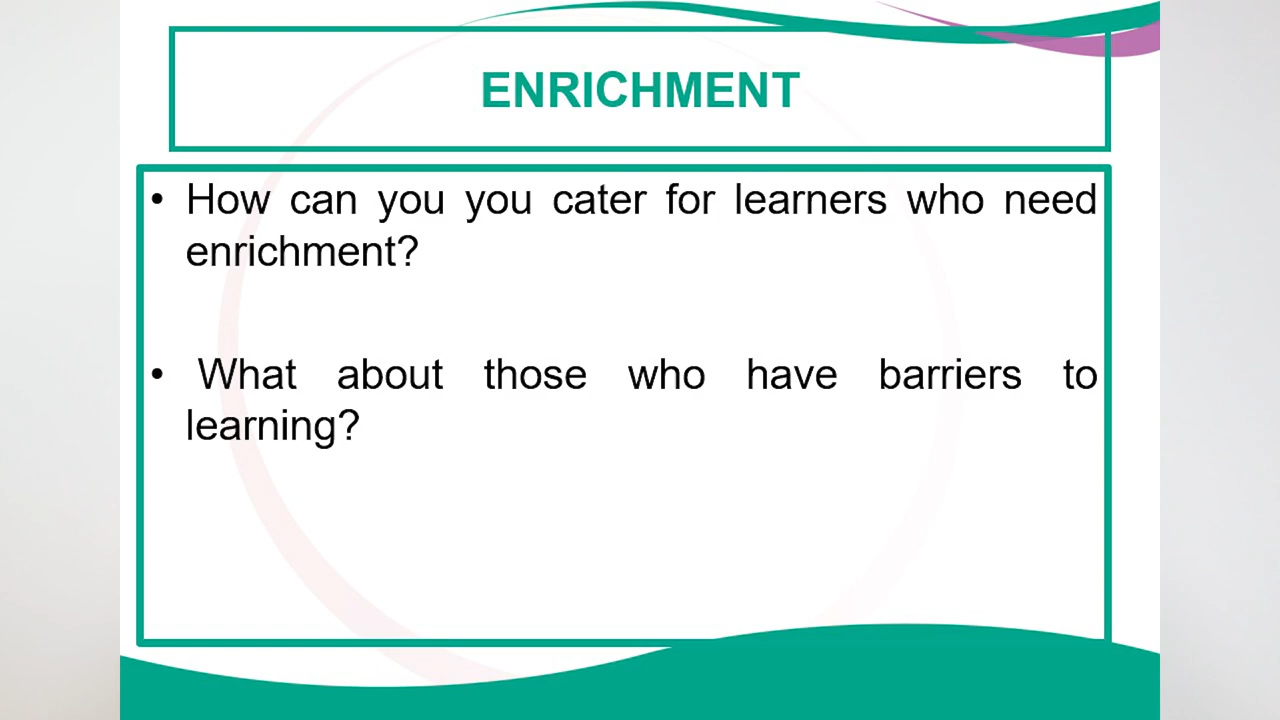 ENRICHMENT
• How can you you cater for learners who need
enrichment?
• What about those who have barriers to
learning?